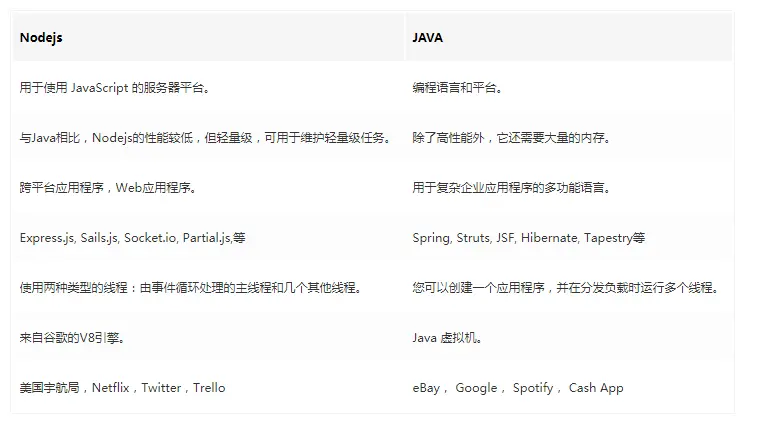 Nodejs JAVA
用于使用 JavaScript 的服务器平台。 编程语言和平台。
与Java相比，Nodejs的性能较低，但轻量级，可用于维护轻量级任务。 除了高性能外，它还需要大量的内存。
跨平台应用程序，Web应用程序。 用于复杂企业应用程序的多功能语言。
Express.js, Sails.js, Socket.io, Partial.js,等 Spring, Struts, JSF, Hibernate, Tapestry等
使用两种类型的线程：由事件循环处理的主线程和几个其他线程。 您可以创建一个应用程序，并在分发负载时运行多个线程。
来自谷歌的V8引擎。 Java 虚拟机。
美国宇航局，Netflix，Twitter，Trello eBay， Google， Spotify， Cash App